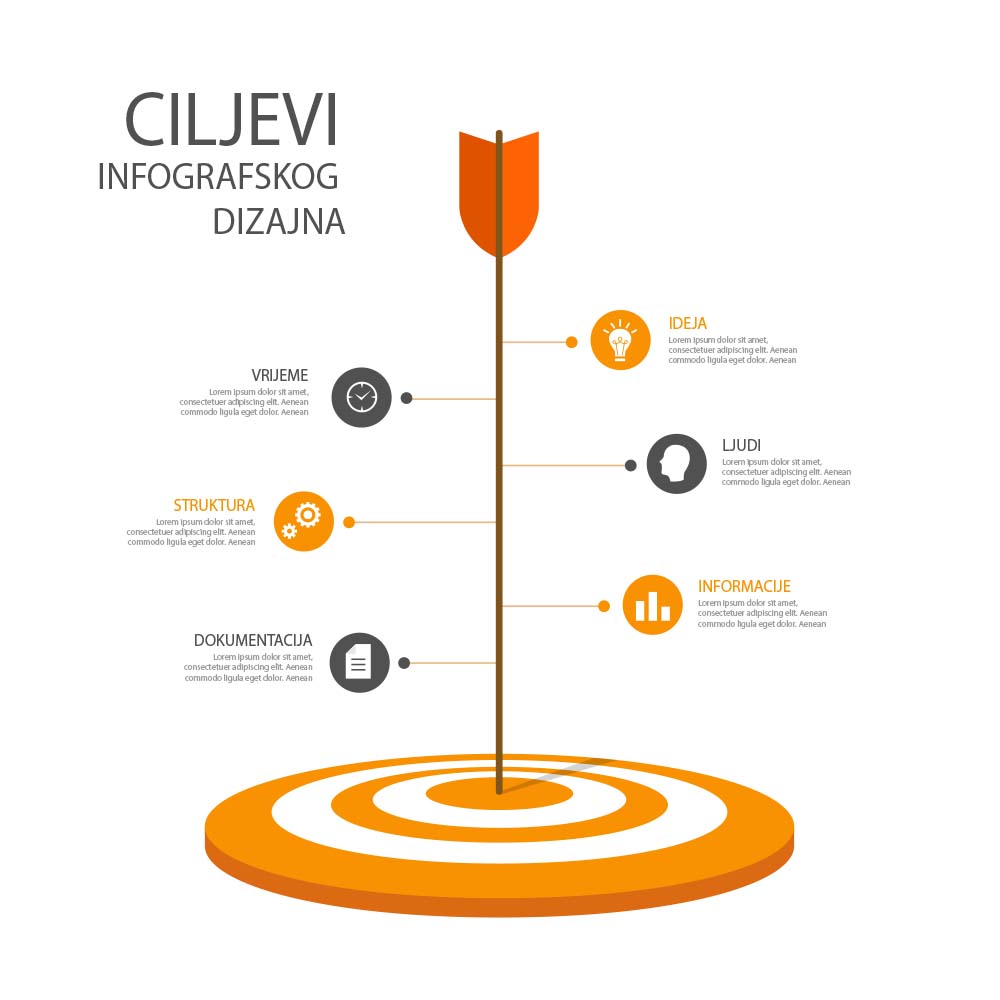 CILJEVI
INFOGRAFSKOG
DIZAJNA
IDEJA
Lorem ipsum dolor sit amet,
consectetuer adipiscing elit. Aenean
commodo ligula eget dolor. Aenean
VRIJEME
Lorem ipsum dolor sit amet,
consectetuer adipiscing elit. Aenean
commodo ligula eget dolor. Aenean
LJUDI
Lorem ipsum dolor sit amet,
consectetuer adipiscing elit. Aenean
commodo ligula eget dolor. Aenean
STRUKTURA
Lorem ipsum dolor sit amet,
consectetuer adipiscing elit. Aenean
commodo ligula eget dolor. Aenean
INFORMACIJE
Lorem ipsum dolor sit amet,
consectetuer adipiscing elit. Aenean
commodo ligula eget dolor. Aenean
DOKUMENTACIJA
Lorem ipsum dolor sit amet,
consectetuer adipiscing elit. Aenean
commodo ligula eget dolor. Aenean